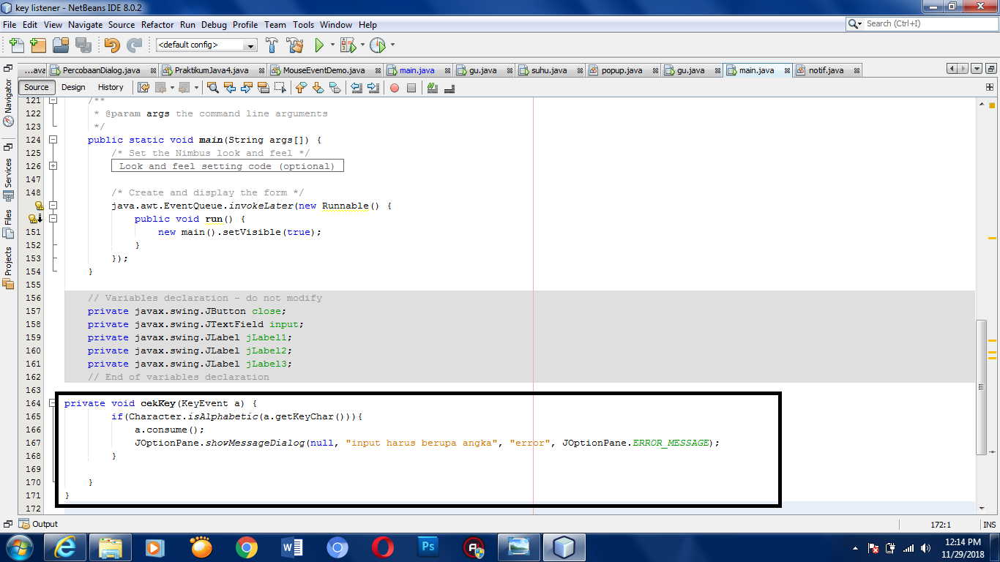 key listener - NetBeans IDE 8.0.2
File Edit View Navigate Source Refactor Run Debug Profile Team Tools Window Help
Search (Ctrl+I)
<default config>
...ava PercobaanDialog.java PraktikumJava4.java MouseEventDemo.java main.java gu.java suhu.java popup.java gu.java main.java notif.java
Source Design History
Navigator
Services
Files
Projects
121 /**
122 * @param args the command line arguments
123 */
124 public static void main(String args[]) {
125 /* Set the Nimbus look and feel */
126 Look and feel setting code (optional)
147
148 /* Create and display the form */
java.awt.EventQueue.invokeLater(new Runnable() {
public void run() {
151 new main().setVisible(true);
152 }
153 });
154 }
155
156 // Variables declaration - do not modify
157 private javax.swing.JButton close;
158 private javax.swing.JTextField input;
159 private javax.swing.JLabel jLabel1;
160 private javax.swing.JLabel jLabel2;
161 private javax.swing.JLabel jLabel3;
162 // End of variables declaration
163
164 private void cekKey(KeyEvent a) {
165 if(Character.isAlphabetic(a.getKeyChar())){
166 a.consume();
167 JOptionPane.showMessageDialog(null, "input harus berupa angka", "error", JOptionPane.ERROR_MESSAGE);
168 }
169
170 }
171 }
172
Output
172:1 INS
W Ps
12:14 PM
11/29/2018